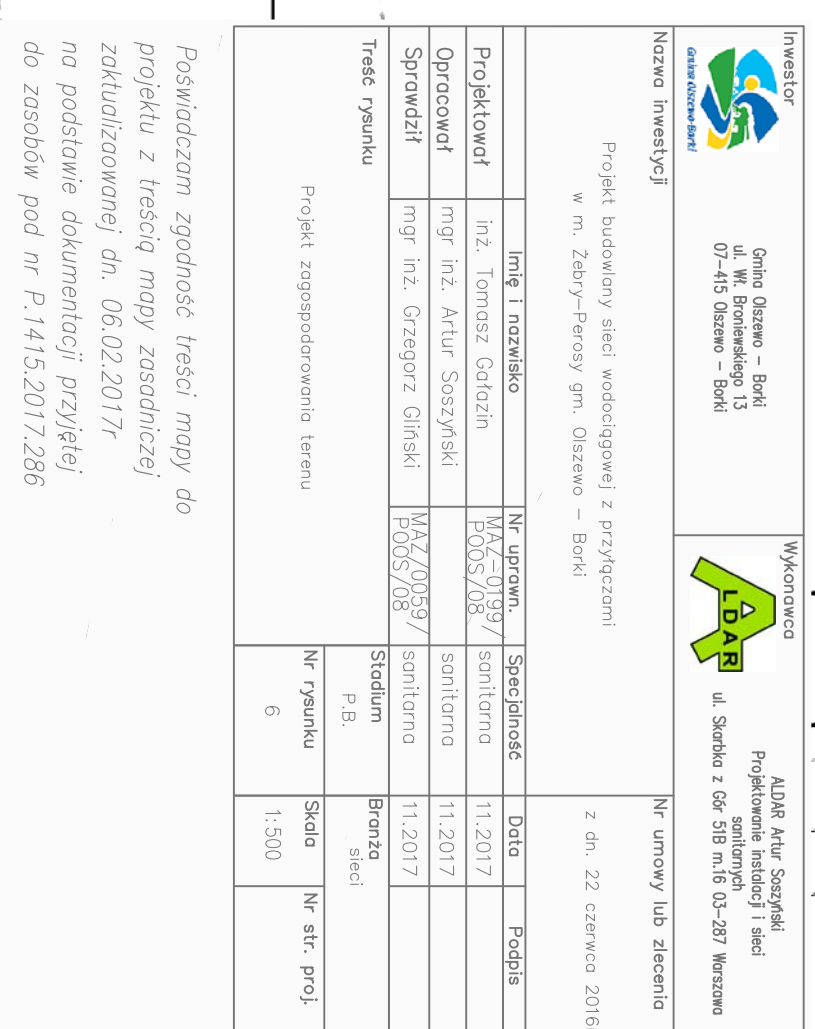 Inwestor
Gmina Olszewo-Borki
Gmina Olszewo – Borki
ul. Wł. Broniewskiego 13
07–415 Olszewo – Borki
Wykonawca
ALDAR
ALDAR Artur Soszyński
Projektowanie instalacji i sieci
sanitarnych
ul. Skarbka z Gór 51B m.16 03–287 Warszawa
Nazwa inwestycji
Projekt budowlany sieci wodociągowej z przyłączami
w m. Żebry–Perosy gm. Olszewo – Borki
Nr umowy lub zlecenia
z dn. 22 czerwca 2016
Imię i nazwisko
Nr uprawn.
Specjalność
Data
Podpis
Projektował
inż. Tomasz Gałazin
MAZ–0199/
POOS/08
sanitarna
11.2017
Opracował
mgr inż. Artur Soszyński
sanitarna
11.2017
Sprawdził
mgr inż. Grzegorz Gliński
MAZ/0059/
POOS/08
sanitarna
11.2017
Treść rysunku
Projekt zagospodarowania terenu
Stadium
P.B.
Branża
sieci
Nr rysunku
6
Skala
1:500
Nr str. proj.
Poświadczam zgodność treści mapy do
projektu z treścią mapy zasadniczej
zaktualizaowanej dn. 06.02.2017r
na podstawie dokumentacji przyjętej
do zasobów pod nr P.1415.2017.286